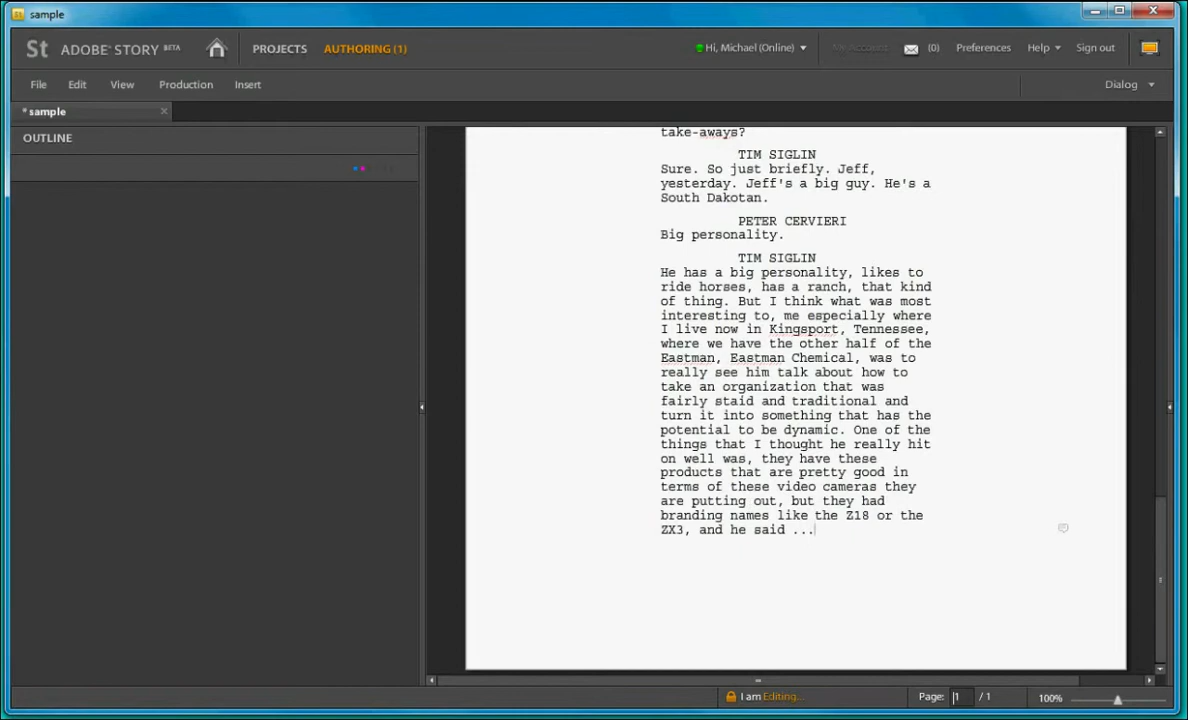 sample
St ADOBE® STORY BETA PROJECTS AUTHORING (1) Hi, Michael (Online) My Account (0) Preferences Help Sign out
File Edit View Production Insert Dialog
* sample
OUTLINE
take-aways?
TIM SIGLIN
Sure. So just briefly. Jeff,
yesterday. Jeff's a big guy. He's a
South Dakotan.
PETER CERVIERI
Big personality.
TIM SIGLIN
He has a big personality, likes to
ride horses, has a ranch, that kind
of thing. But I think what was most
interesting to, me especially where
I live now in Kingsport, Tennessee,
where we have the other half of the
Eastman, Eastman Chemical, was to
really see him talk about how to
take an organization that was
fairly staid and traditional and
turn it into something that has the
potential to be dynamic. One of the
things that I thought he really hit
on well was, they have these
products that are pretty good in
terms of these video cameras they
are putting out, but they had
branding names like the Z18 or the
ZX3, and he said ...
I am Editing... Page: 1 / 1 100%